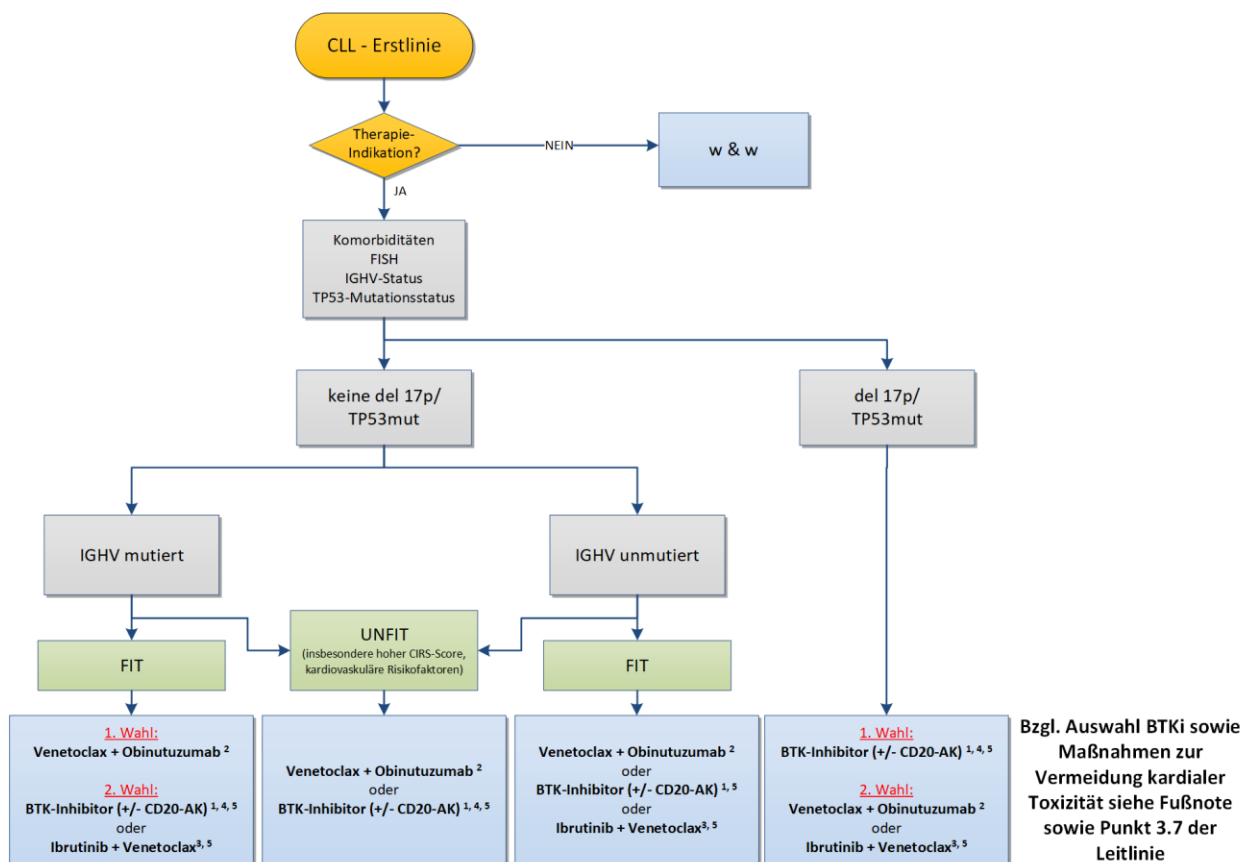 CLL - Erstlinie
Therapie-
Indikation?
NEIN
w & w
JA
Komorbiditäten
FISH
IGHV-Status
TP53-Mutationsstatus
keine del 17p/
TP53mut
del 17p/
TP53mut
IGHV mutiert
IGHV unmutiert
FIT
UNFIT
(insbesondere hoher CIRS-Score,
kardiovaskuläre Risikofaktoren)
FIT
1. Wahl:
Venetoclax + Obinutuzumab ²
2. Wahl:
BTK-Inhibitor (+/- CD20-AK) ¹, ⁴, ⁵
oder
Ibrutinib + Venetoclax³, ⁵
Venetoclax + Obinutuzumab ²
oder
BTK-Inhibitor (+/- CD20-AK) ¹, ⁴, ⁵
Venetoclax + Obinutuzumab ²
oder
BTK-Inhibitor (+/- CD20-AK) ¹, ⁵
oder
Ibrutinib + Venetoclax³, ⁵
1. Wahl:
BTK-Inhibitor (+/- CD20-AK) ¹, ⁴, ⁵
2. Wahl:
Venetoclax + Obinutuzumab ²
oder
Ibrutinib + Venetoclax³, ⁵
Bzgl. Auswahl BTKi sowie
Maßnahmen zur
Vermeidung kardialer
Toxizität siehe Fußnote
sowie Punkt 3.7 der
Leitlinie